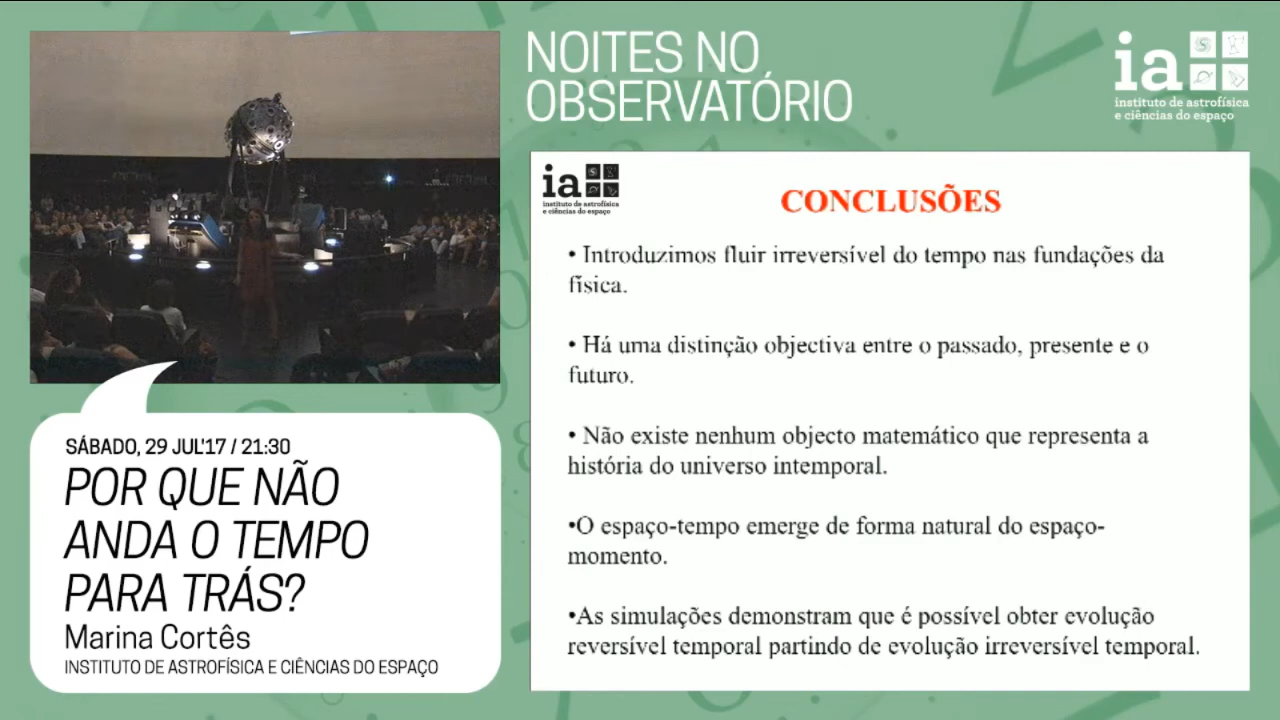 NOITES NO
OBSERVATÓRIO
ia
instituto de astrofísica
e ciências do espaço
SÁBADO, 29 JUL'17 / 21:30
POR QUE NÃO
ANDA O TEMPO
PARA TRÁS?
Marina Cortês
INSTITUTO DE ASTROFÍSICA E CIÊNCIAS DO ESPAÇO
ia
instituto de astrofísica
e ciências do espaço
CONCLUSÕES
• Introduzimos fluir irreversível do tempo nas fundações da
física.
• Há uma distinção objectiva entre o passado, presente e o
futuro.
• Não existe nenhum objecto matemático que representa a
história do universo intemporal.
•O espaço-tempo emerge de forma natural do espaço-
momento.
•As simulações demonstram que é possível obter evolução
reversível temporal partindo de evolução irreversível temporal.